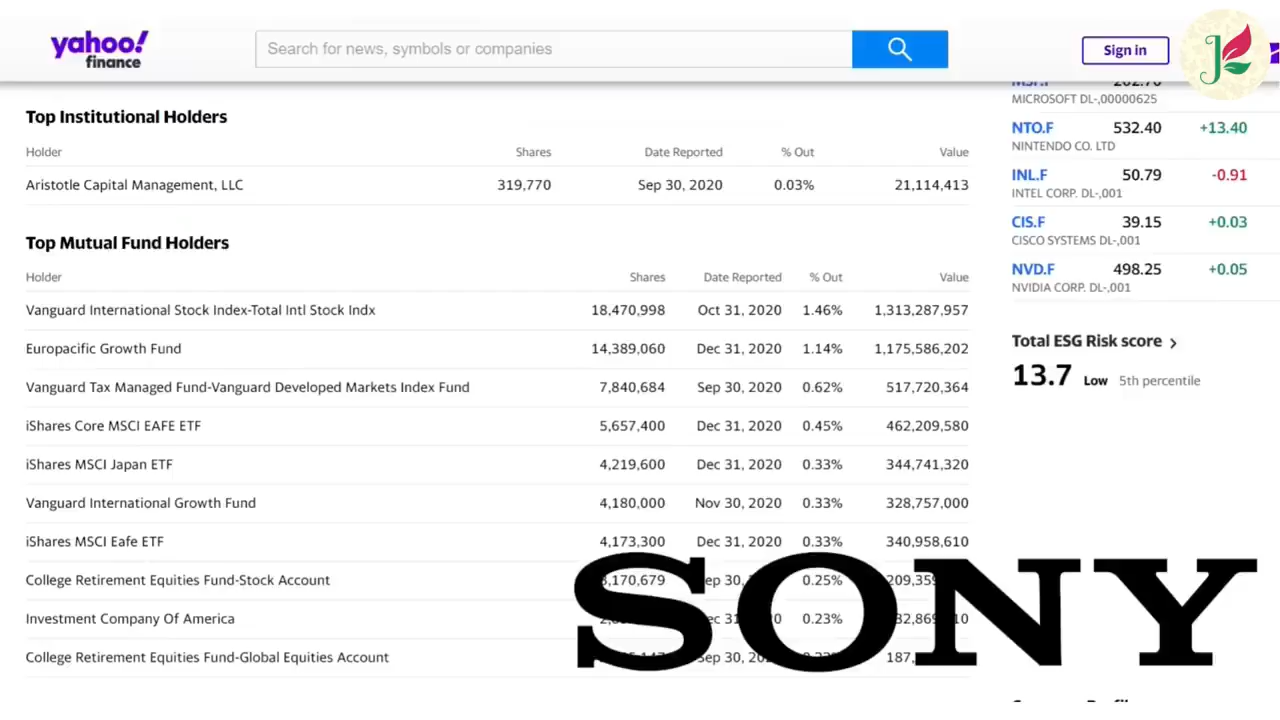 yahoo!
finance
Search for news, symbols or companies
Sign in
J
Top Institutional Holders
Holder Shares Date Reported % Out Value
Aristotle Capital Management, LLC 319,770 Sep 30, 2020 0.03% 21,114,413
Top Mutual Fund Holders
Holder Shares Date Reported % Out Value
Vanguard International Stock Index-Total Intl Stock Indx 18,470,998 Oct 31, 2020 1.46% 1,313,287,957
Europacific Growth Fund 14,389,060 Dec 31, 2020 1.14% 1,175,586,202
Vanguard Tax Managed Fund-Vanguard Developed Markets Index Fund 7,840,684 Sep 30, 2020 0.62% 517,720,364
iShares Core MSCI EAFE ETF 5,657,400 Dec 31, 2020 0.45% 462,209,580
iShares MSCI Japan ETF 4,219,600 Dec 31, 2020 0.33% 344,741,320
Vanguard International Growth Fund 4,180,000 Nov 30, 2020 0.33% 328,757,000
iShares MSCI Eafe ETF 4,173,300 Dec 31, 2020 0.33% 340,958,610
College Retirement Equities Fund-Stock Account 0.25%
Investment Company Of America 0.23%
College Retirement Equities Fund-Global Equities Account
MICROSOFT DL-,00000625
NTO.F 532.40 +13.40
NINTENDO CO. LTD
INL.F 50.79 -0.91
INTEL CORP. DL-,001
CIS.F 39.15 +0.03
CISCO SYSTEMS DL-,001
NVD.F 498.25 +0.05
NVIDIA CORP. DL-,001
Total ESG Risk score
13.7 Low 5th percentile
SONY